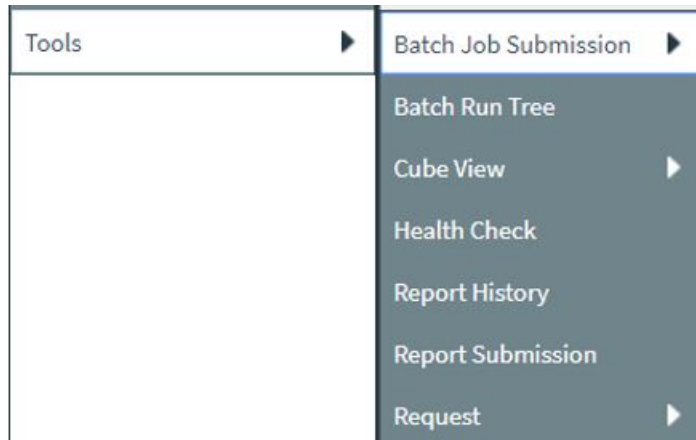 Tools
Batch Job Submission
Batch Run Tree
Cube View
Health Check
Report History
Report Submission
Request